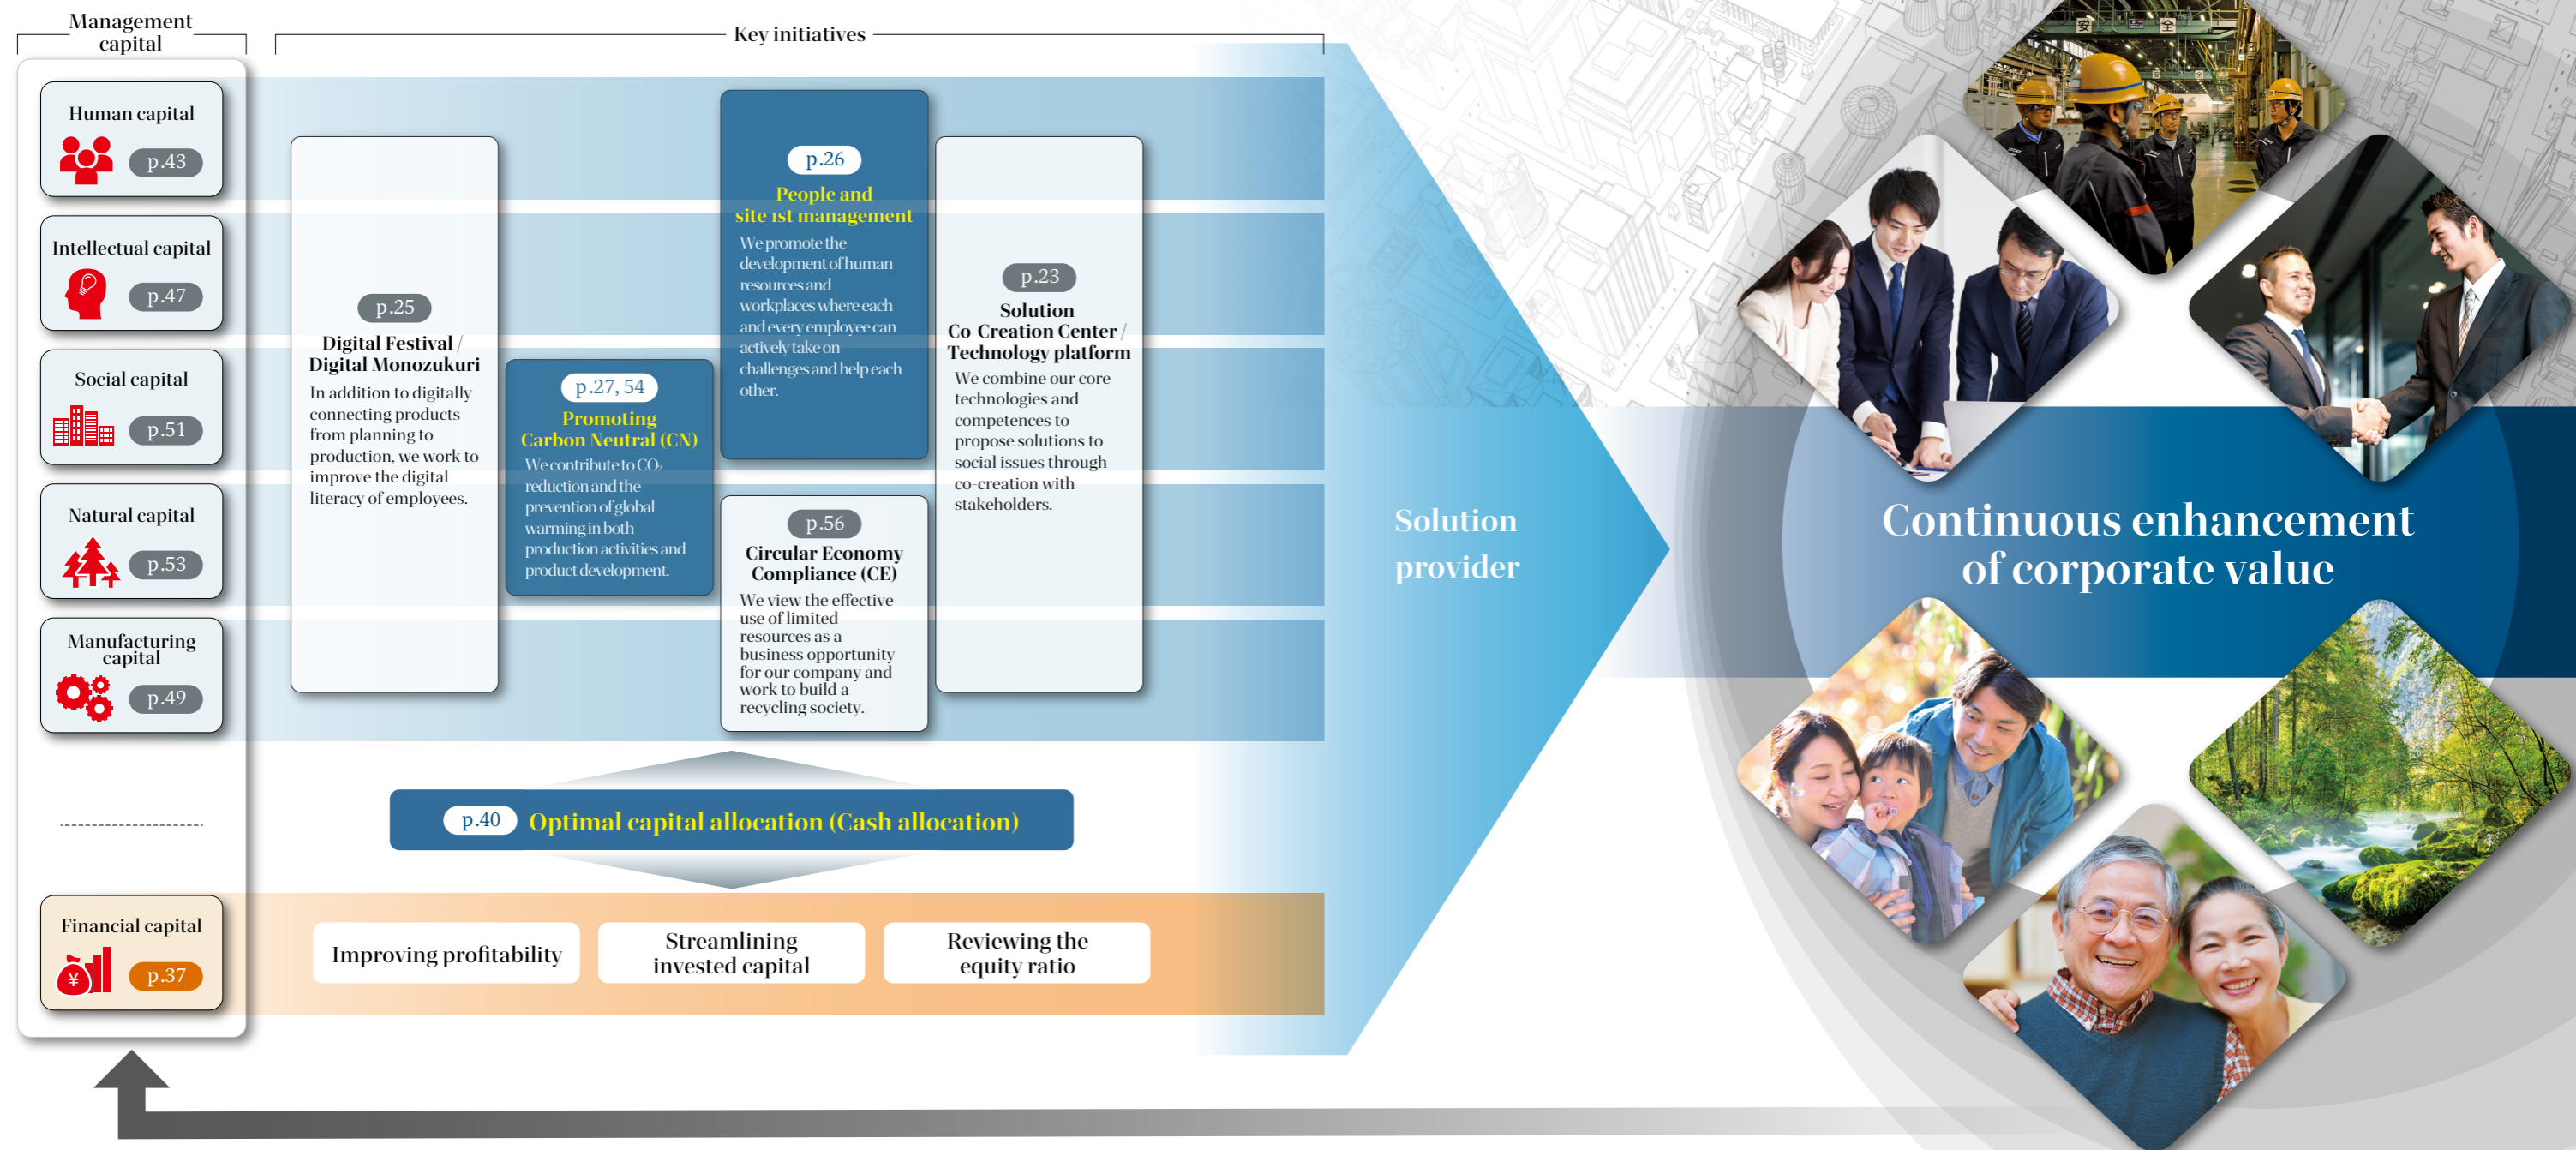 Management
capital
Key initiatives
Human capital
p.43
Intellectual capital
p.47
Social capital
p.51
Natural capital
p.53
Manufacturing
capital
p.49
Financial capital
¥
p.37
p.25
Digital Festival /
Digital Monozukuri
In addition to digitally
connecting products
from planning to
production, we work to
improve the digital
literacy of employees.
p.27, 54
Promoting
Carbon Neutral (CN)
We contribute to CO₂
reduction and the
prevention of global
warming in both
production activities and
product development.
p.26
People and
site 1st management
We promote the
development of human
resources and
workplaces where each
and every employee can
actively take on
challenges and help each
other.
p.56
Circular Economy
Compliance (CE)
We view the effective
use of limited
resources as a
business opportunity
for our company and
work to build a
recycling society.
p.23
Solution
Co-Creation Center /
Technology platform
We combine our core
technologies and
competences to
propose solutions to
social issues through
co-creation with
stakeholders.
p.40 Optimal capital allocation (Cash allocation)
Improving profitability
Streamlining
invested capital
Reviewing the
equity ratio
Solution
provider
安 全
Continuous enhancement
of corporate value